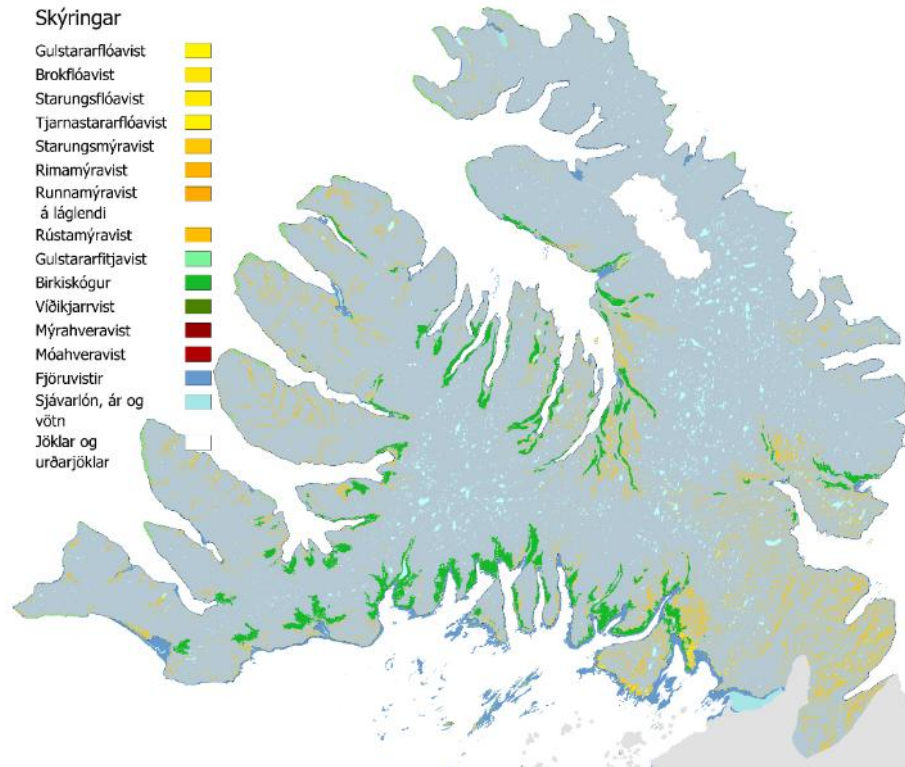 Skýringar
Gulstararflóavist
Brokflóavist
Starungsflóavist
Tjarnastararflóavist
Starungsmýravist
Rimamýravist
Runnamýravist
á láglendi
Rústamýravist
Gulstararfitjavist
Birkiskógur
Víðikjarrvist
Mýrahveravist
Móahveravist
Fjöruvistir
Sjávarlón, ár og
vötn
Jöklar og
urðarjöklar